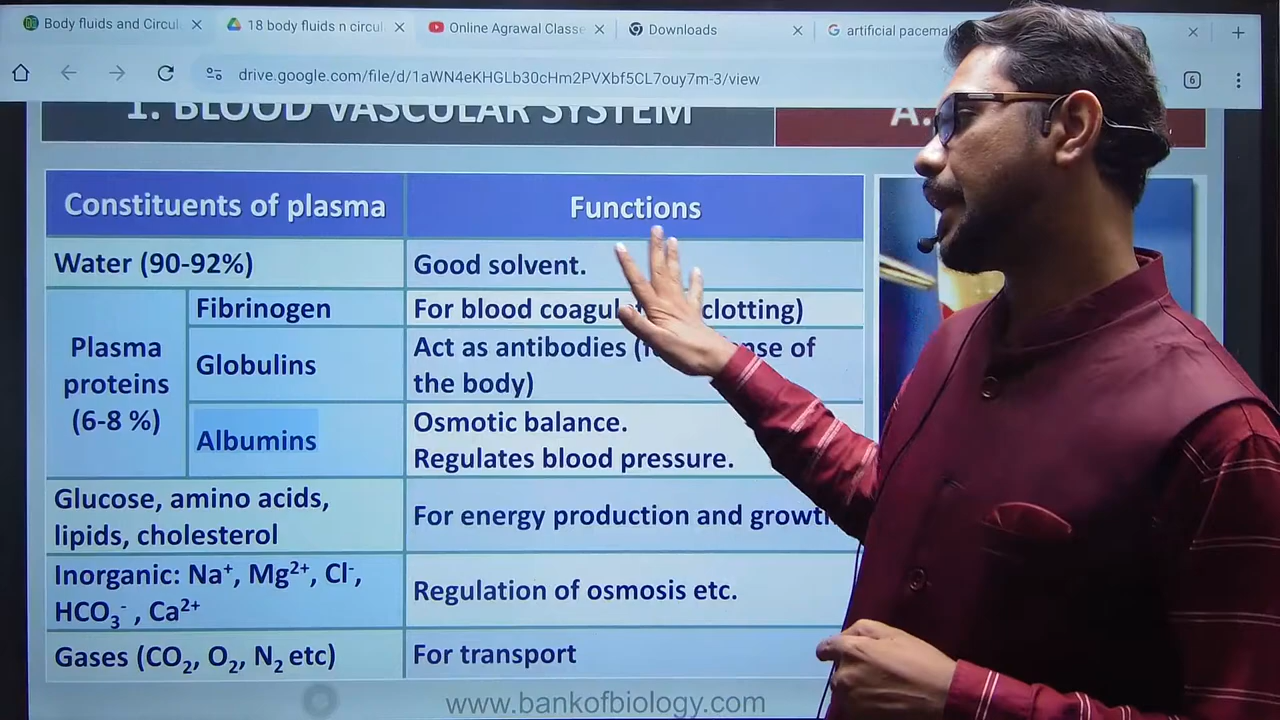 Body fluids and Circul
18 body fluids n circul
Online Agrawal Classe
Downloads
artificial pacemak
drive.google.com/file/d/1aWN4eKHGLb30cHm2PVXbf5CL7ouy7m-3/view
6
1. BLOOD VASCULAR SYSTEM
A.
Constituents of plasma
Functions
Water (90-92%)
Good solvent.
Plasma proteins (6-8 %)
Fibrinogen
For blood clotting)
Globulins
Act as antibodies of
the body)
Albumins
Osmotic balance.
Regulates blood pressure.
Glucose, amino acids,
lipids, cholesterol
For energy production and growth
Inorganic: Na⁺, Mg²⁺, Cl⁻,
HCO₃⁻ , Ca²⁺
Regulation of osmosis etc.
Gases (CO₂, O₂, N₂ etc)
For transport
www.bankofbiology.com